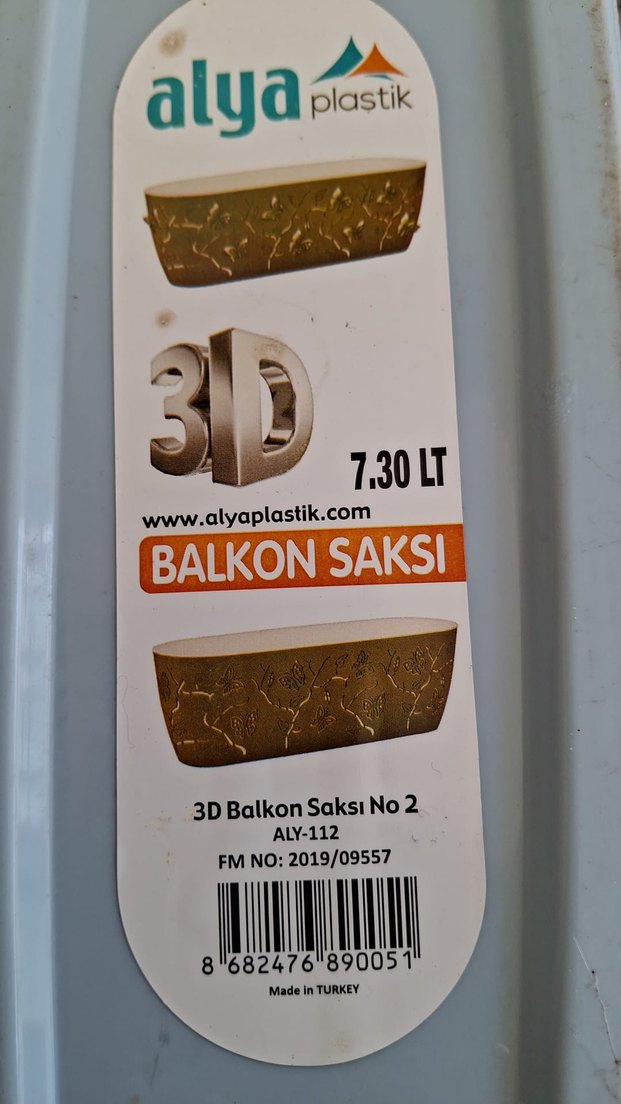 alya
plastik
3D
7.30 LT
www.alyaplastik.com
BALKON SAKSI
3D Balkon Saksı No 2
ALY-112
FM NO: 2019/09557
8 682476 890051
Made in TURKEY